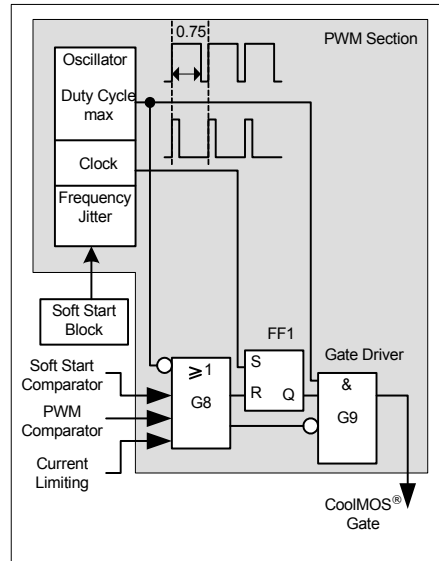 0.75
PWM Section
Oscillator
Duty Cycle
max
Clock
Frequency
Jitter
Soft Start
Block
FF1
Gate Driver
Soft Start
Comparator
PWM
Comparator
Current
Limiting
≥1
G8
S
R
Q
&
G9
CoolMOS®
Gate